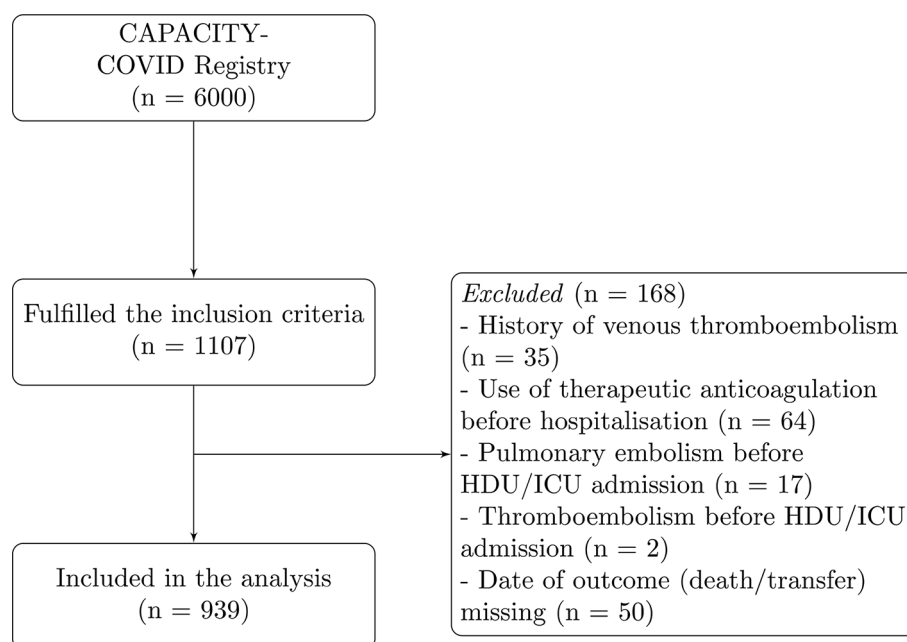 CAPACITY-
COVID Registry
(n = 6000)
Fulfilled the inclusion criteria
(n = 1107)
Excluded (n = 168)
- History of venous thromboembolism
(n = 35)
- Use of therapeutic anticoagulation
before hospitalisation (n = 64)
- Pulmonary embolism before
HDU/ICU admission (n = 17)
- Thromboembolism before HDU/ICU
admission (n = 2)
- Date of outcome (death/transfer)
missing (n = 50)
Included in the analysis
(n = 939)